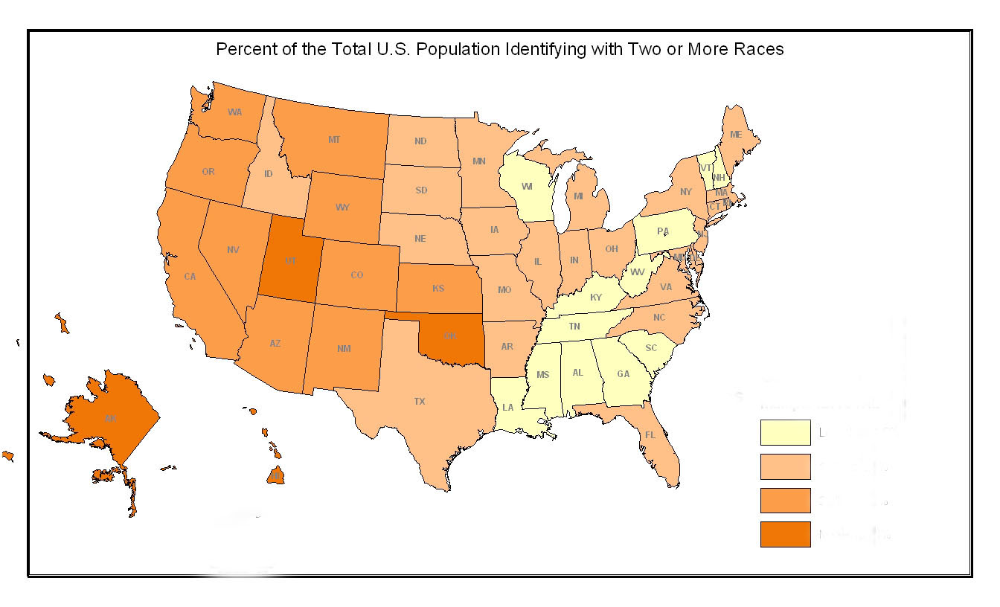 Percent of the Total U.S. Population Identifying with Two or More Races
WA
MT
ND
MN
ME
OR
ID
SD
WI
MI
VT
NH
NY
MA
CT
WY
IA
NE
PA
NJ
NV
UT
CO
KS
MO
IL
IN
OH
WV
VA
CA
KY
NC
AZ
NM
OK
AR
TN
SC
MS
AL
GA
TX
LA
FL
AK
HI